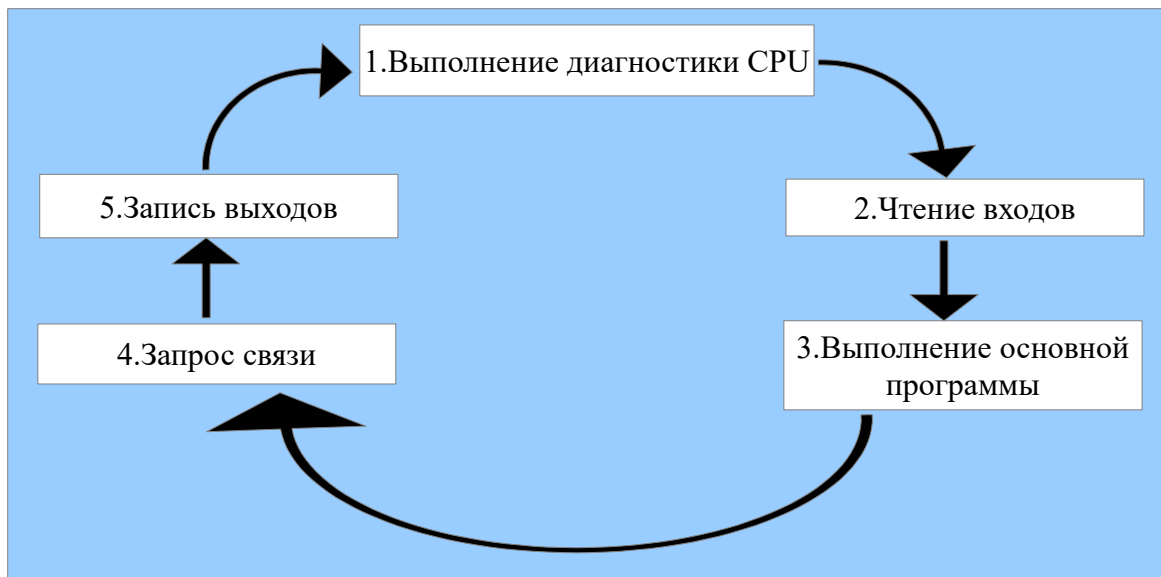 1.Выполнение диагностики CPU
2.Чтение входов
3.Выполнение основной
программы
4.Запрос связи
5.Запись выходов